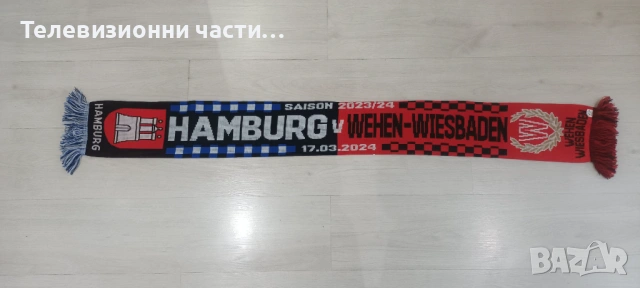 Телевизионни части…
HAMBURG
SAISON 2023/24
HAMBURG V WEHEN-WIESBADEN
17.03.2024
WEHEN
WIESBADEN
BAZAR